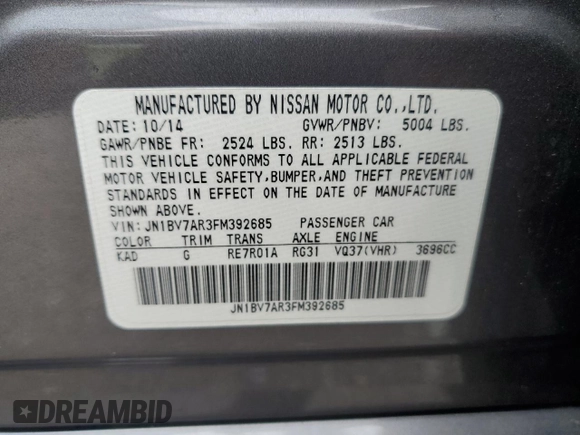 MANUFACTURED BY NISSAN MOTOR CO.,LTD.
DATE: 10/14 GVWR/PNBV: 5004 LBS.
GAWR/PNBE FR: 2524 LBS. RR: 2513 LBS.
THIS VEHICLE CONFORMS TO ALL APPLICABLE FEDERAL
MOTOR VEHICLE SAFETY,BUMPER,AND THEFT PREVENTION
STANDARDS IN EFFECT ON THE DATE OF MANUFACTURE
SHOWN ABOVE.
VIN: JN1BV7AR3FM392685 PASSENGER CAR
COLOR TRIM TRANS AXLE ENGINE
KAD G RE7R01A RG31 VQ37(VHR) 3696CC
JN1BV7AR3FM392685
DREAMBID